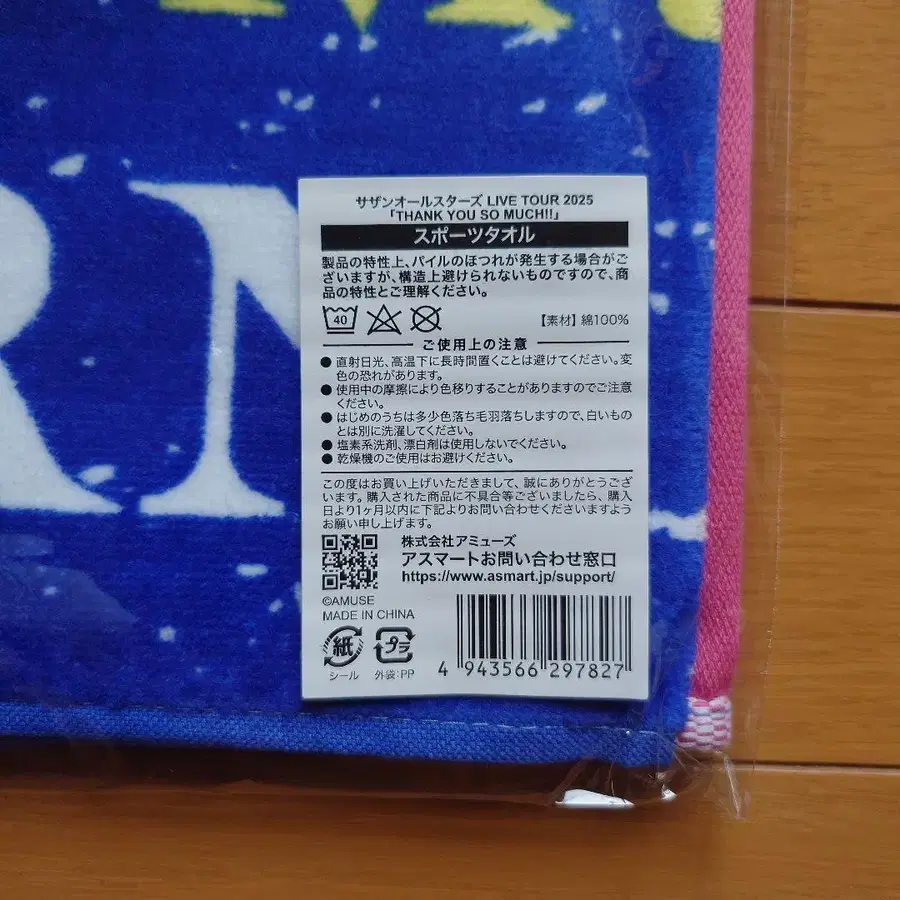 RN
サザンオールスターズ LIVE TOUR 2025
「THANK YOU SO MUCH!!」
スポーツタオル
製品の特性上、パイルのほつれが発生する場合がご
ざいますが、構造上避けられないものですので、商
品の特性とご理解ください。
40
【素材】綿100%
ご使用上の注意
● 直射日光、高温下に長時間置くことは避けてください。変
色の恐れがあります。
● 使用中の摩擦により色移りすることがありますのでご注意
ください。
● はじめのうちは多少色落ち毛羽落ちしますので、白いもの
とは別に洗濯してください。
● 塩素系洗剤、漂白剤は使用しないでください。
● 乾燥機のご使用はお避けください。
この度はお買い上げいただきまして、誠にありがとうござ
います。購入された商品に不具合等ございましたら、購入
日より1ヶ月以内に下記よりお問い合わせくださいますよう
お願い申し上げます。
株式会社アミューズ
アスマートお問い合わせ窓口
https://www.asmart.jp/support/
©AMUSE
MADE IN CHINA
紙
シール
プラ
外袋:PP
4 943566 297827